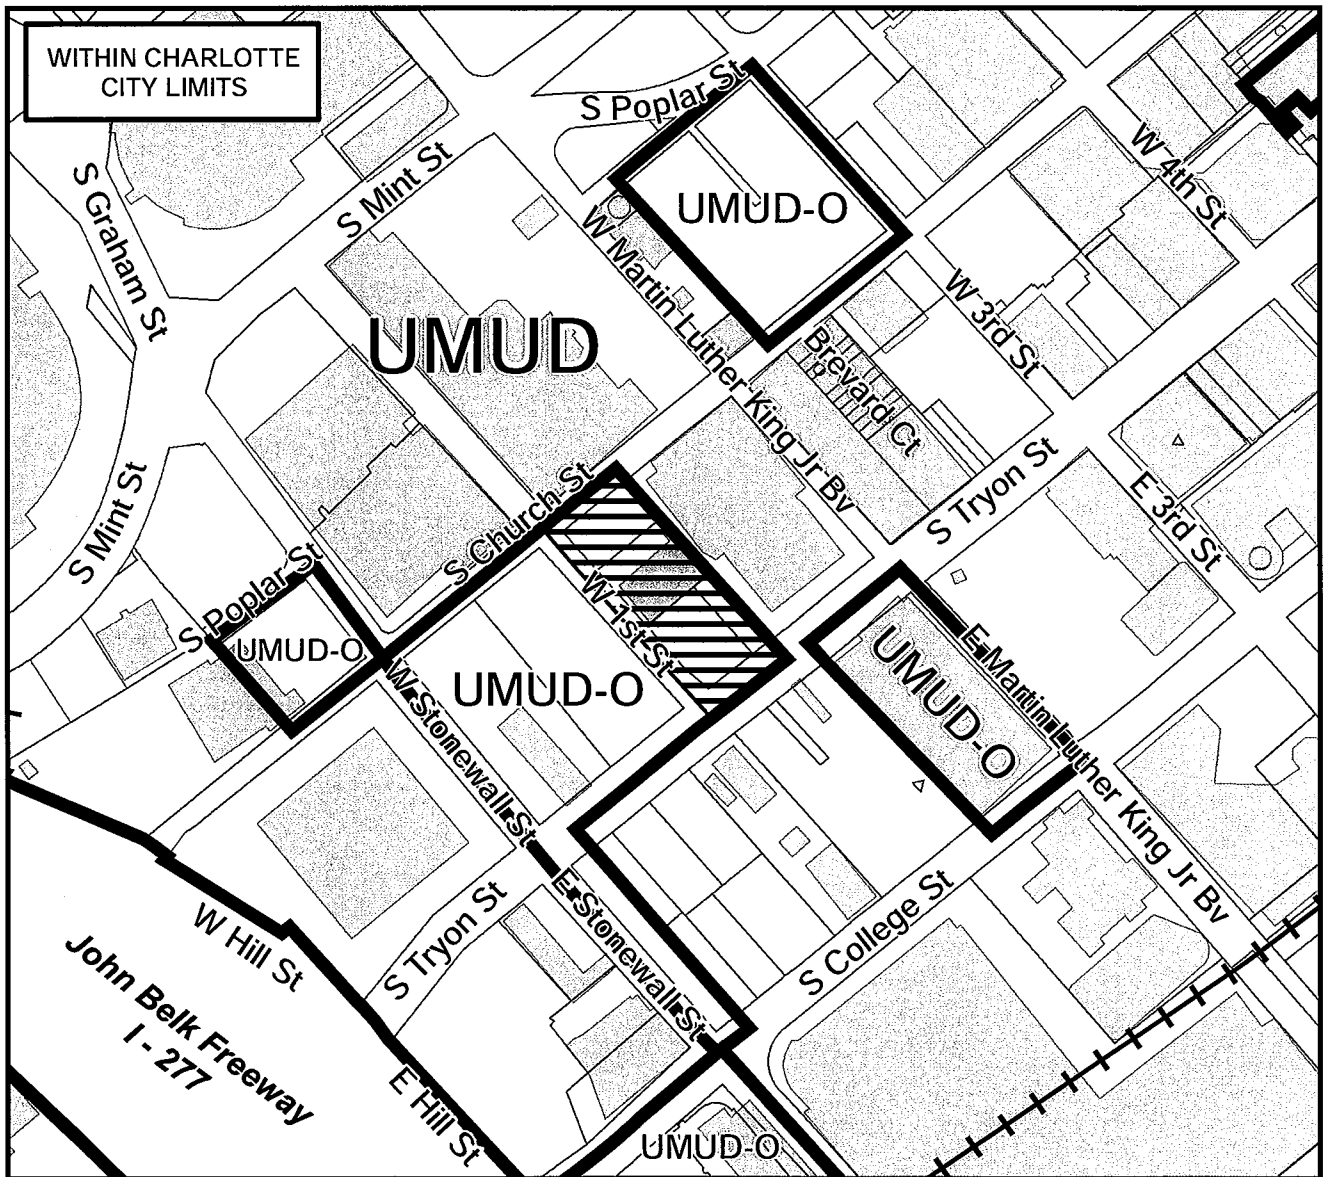 WITHIN CHARLOTTE
CITY LIMITS
S Poplar St
W 4th St
S Mint St
S Graham St
UMUD-O
W Martin Luther King Jr Bv
W 3rd St
UMUD
Brevard Ct
S Tryon St
E 3rd St
S Mint St
S Church St
S Poplar St
W 1st St
UMUD-O
UMUD-O
UMUD-O
E Martin Luther King Jr Bv
W Stonewall St
E Stonewall St
S Tryon St
S College St
W Hill St
John Belk Freeway
I - 277
E Hill St
UMUD-O